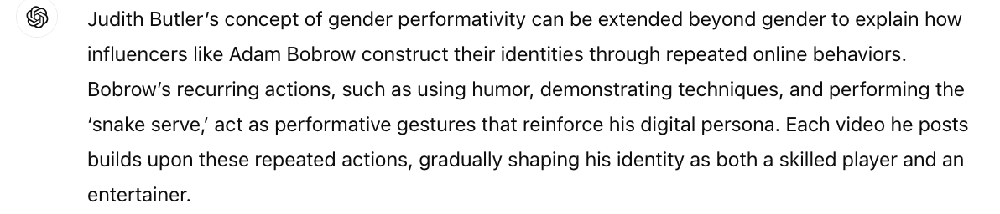 Judith Butler’s concept of gender performativity can be extended beyond gender to explain how
influencers like Adam Bobrow construct their identities through repeated online behaviors.
Bobrow’s recurring actions, such as using humor, demonstrating techniques, and performing the
‘snake serve,’ act as performative gestures that reinforce his digital persona. Each video he posts
builds upon these repeated actions, gradually shaping his identity as both a skilled player and an
entertainer.